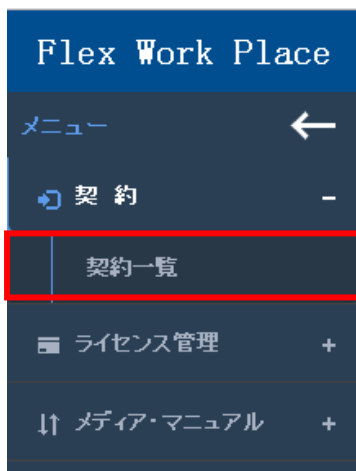 Flex Work Place
メニュー ←
契 約 -
契約一覧
ライセンス管理 +
メディア・マニュアル +